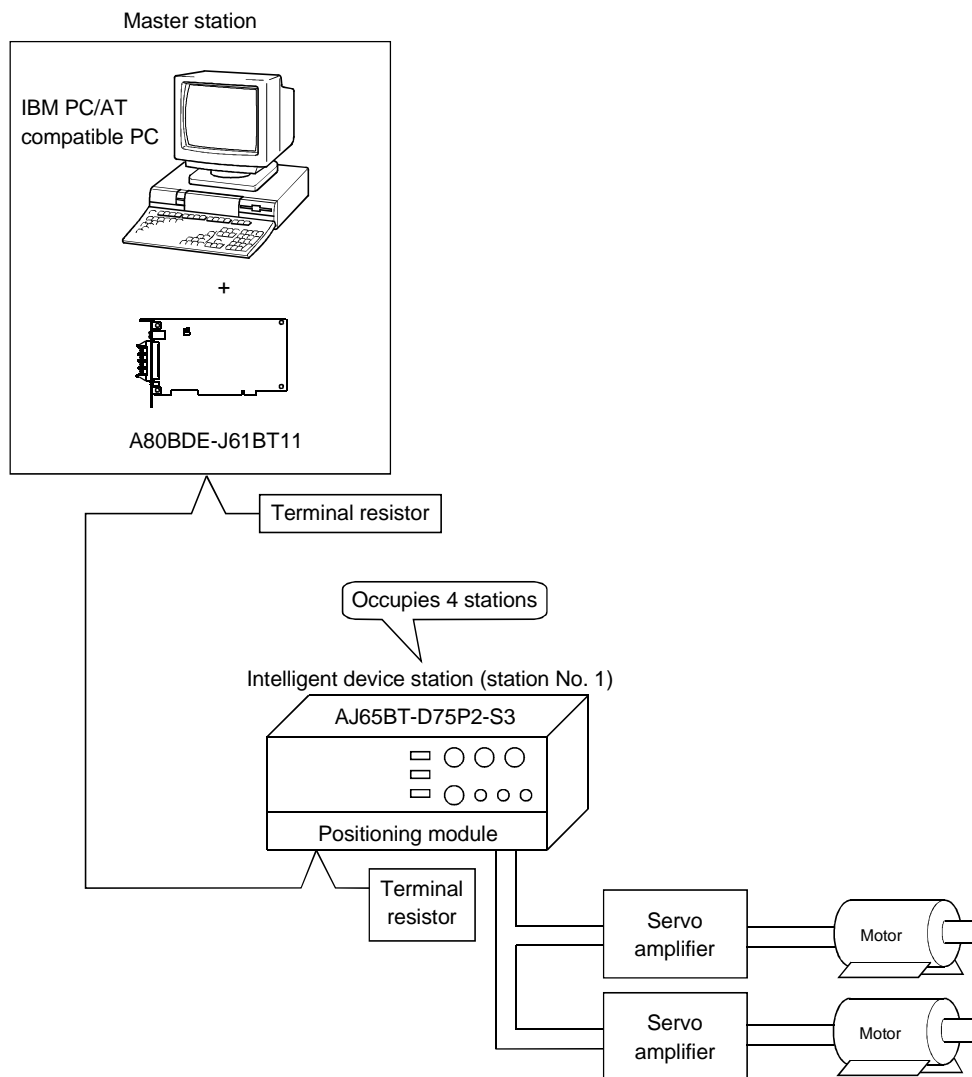 Master station
IBM PC/AT
compatible PC
+
A80BDE-J61BT11
Terminal resistor
Occupies 4 stations
Intelligent device station (station No. 1)
AJ65BT-D75P2-S3
Positioning module
Terminal
resistor
Servo
amplifier
Motor
Servo
amplifier
Motor